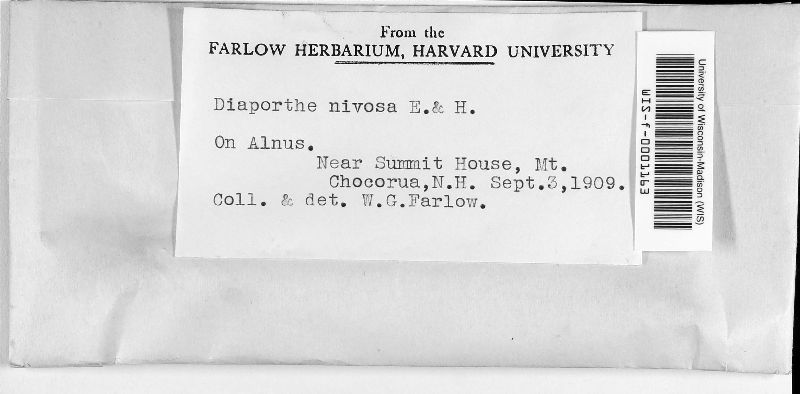 From the
FARLOW HERBARIUM, HARVARD UNIVERSITY
Diaporthe nivosa E.& H.
On Alnus.
Near Summit House, Mt.
Chocorua,N.H. Sept.3,1909.
Coll. & det. W.G.Farlow.
University of Wisconsin-Madison (WIS)
WIS-f-0001163